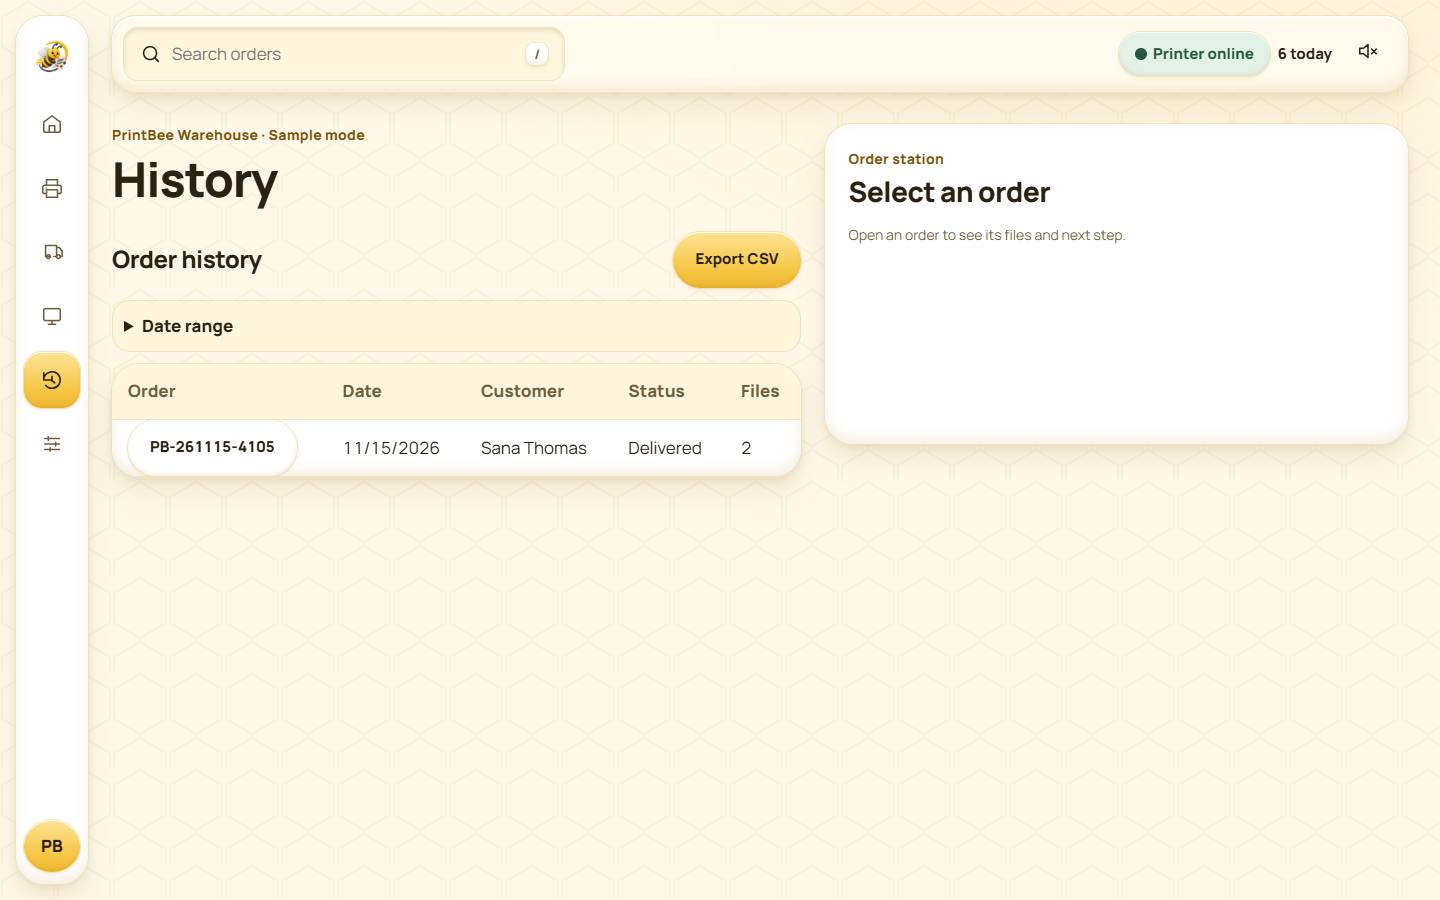 Search orders
/
Printer online
6 today
PrintBee Warehouse · Sample mode
History
Order history
Export CSV
Date range
Order Date Customer Status Files
PB-261115-4105 11/15/2026 Sana Thomas Delivered 2
Order station
Select an order
Open an order to see its files and next step.
PB